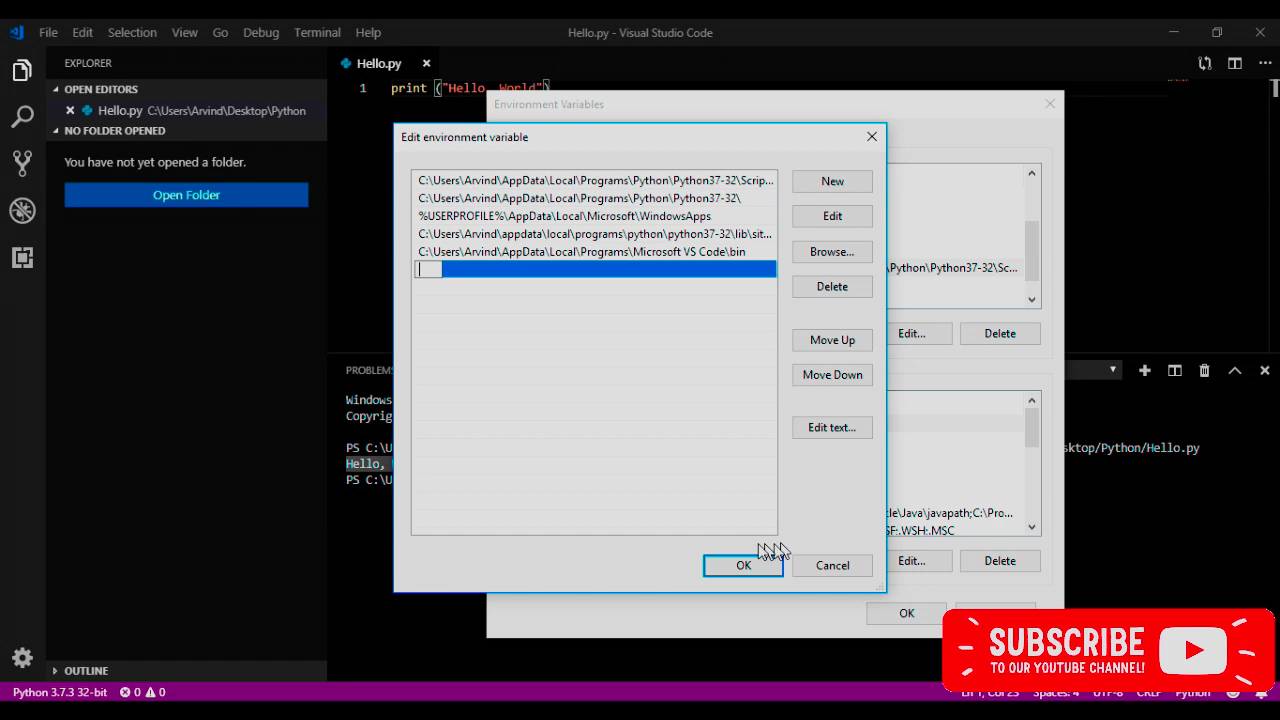 File Edit Selection View Go Debug Terminal Help
Hello.py - Visual Studio Code
EXPLORER
OPEN EDITORS
Hello.py C:\Users\Arvind\Desktop\Python
NO FOLDER OPENED
You have not yet opened a folder.
Open Folder
OUTLINE
Hello.py
1 print ("Hello, World")
Environment Variables
Edit environment variable
C:\Users\Arvind\AppData\Local\Programs\Python\Python37-32\Scrip...
C:\Users\Arvind\AppData\Local\Programs\Python\Python37-32\
%USERPROFILE%\AppData\Local\Microsoft\WindowsApps
C:\Users\Arvind\appdata\local\programs\python\python37-32\lib\sit...
C:\Users\Arvind\AppData\Local\Programs\Microsoft VS Code\bin
New
Edit
Browse...
Delete
Move Up
Move Down
Edit text...
OK
Cancel
\Python\Python37-32\Sc...
Edit...
Delete
le\Java\javapath;C:\Pro...
SF;.WSH;.MSC
Edit...
Delete
OK
PROBLEMS
Windows
Copyrig
PS C:\U
sktop/Python/Hello.py
Hello,
PS C:\U
SUBSCRIBE
TO OUR YOUTUBE CHANNEL!
Python 3.7.3 32-bit 0 0
Ln 1, Col 23 Spaces: 4 UTF-8 CRLF Python